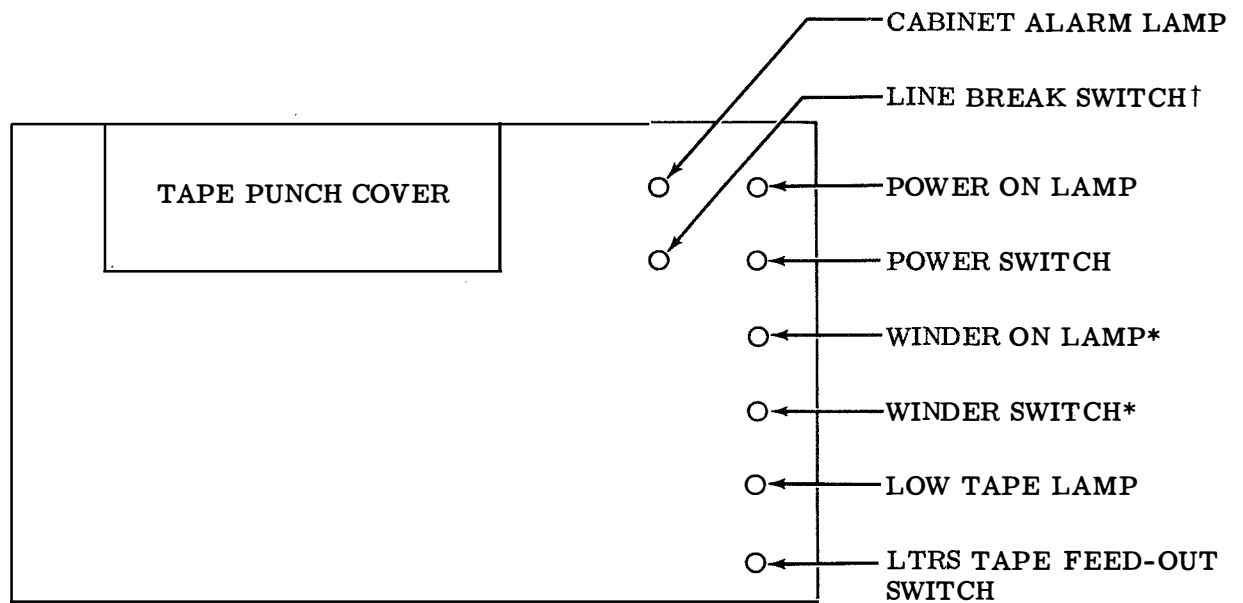 CABINET ALARM LAMP
LINE BREAK SWITCH†
TAPE PUNCH COVER
POWER ON LAMP
POWER SWITCH
WINDER ON LAMP*
WINDER SWITCH*
LOW TAPE LAMP
LTRS TAPE FEED-OUT
SWITCH